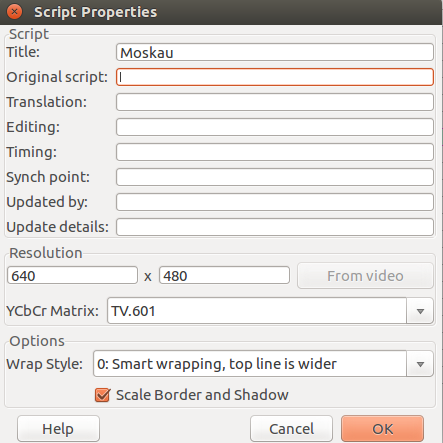 Script Properties
Script
Title: Moskau
Original script:
Translation:
Editing:
Timing:
Synch point:
Updated by:
Update details:
Resolution
640 x 480 From video
YCbCr Matrix: TV.601
Options
Wrap Style: 0: Smart wrapping, top line is wider
Scale Border and Shadow
Help Cancel OK